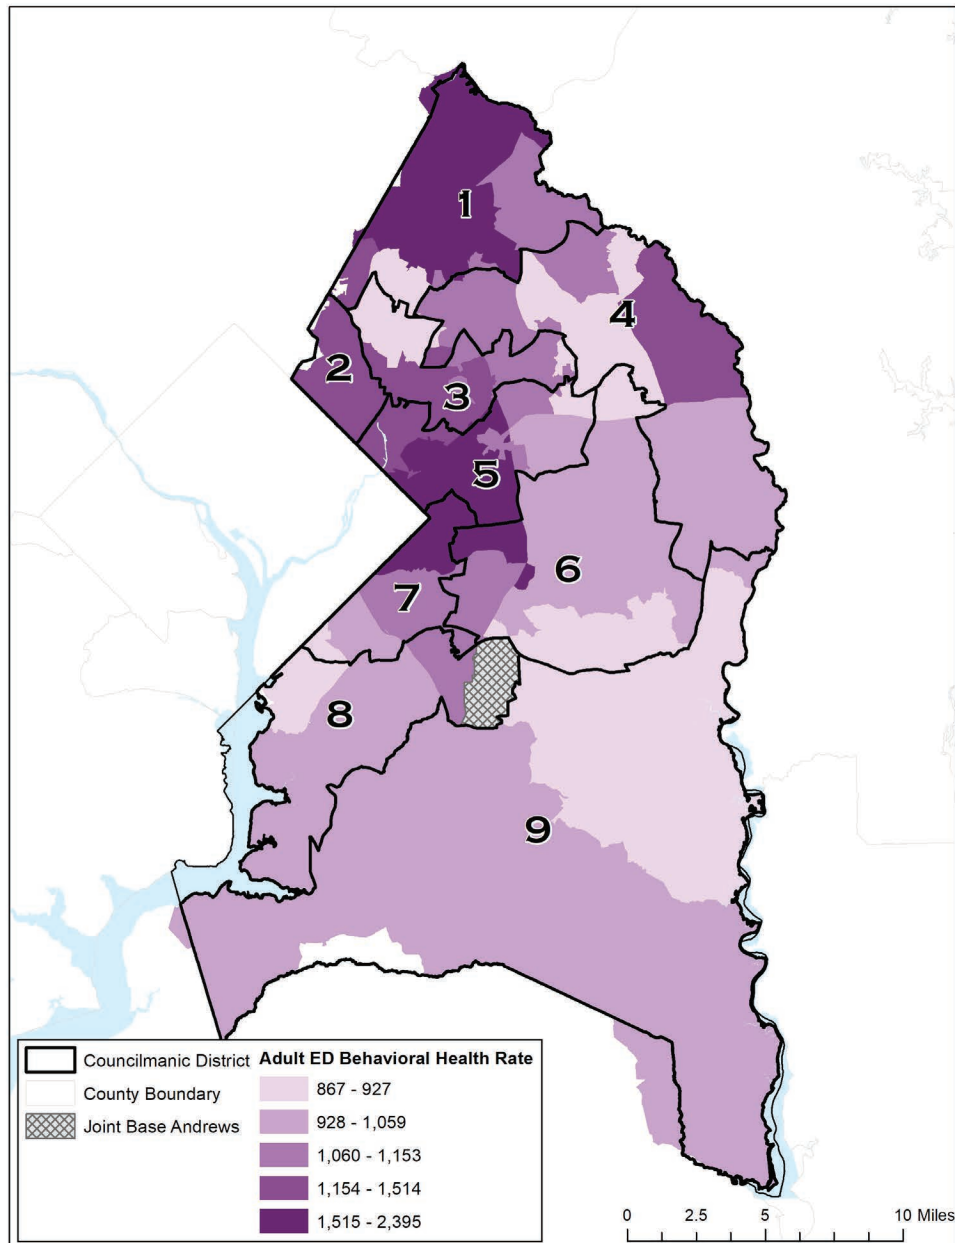 1
4
2
3
5
6
7
8
9
Councilmanic District
County Boundary
Joint Base Andrews
Adult ED Behavioral Health Rate
867 - 927
928 - 1,059
1,060 - 1,153
1,154 - 1,514
1,515 - 2,395
0 2.5 5 10 Miles